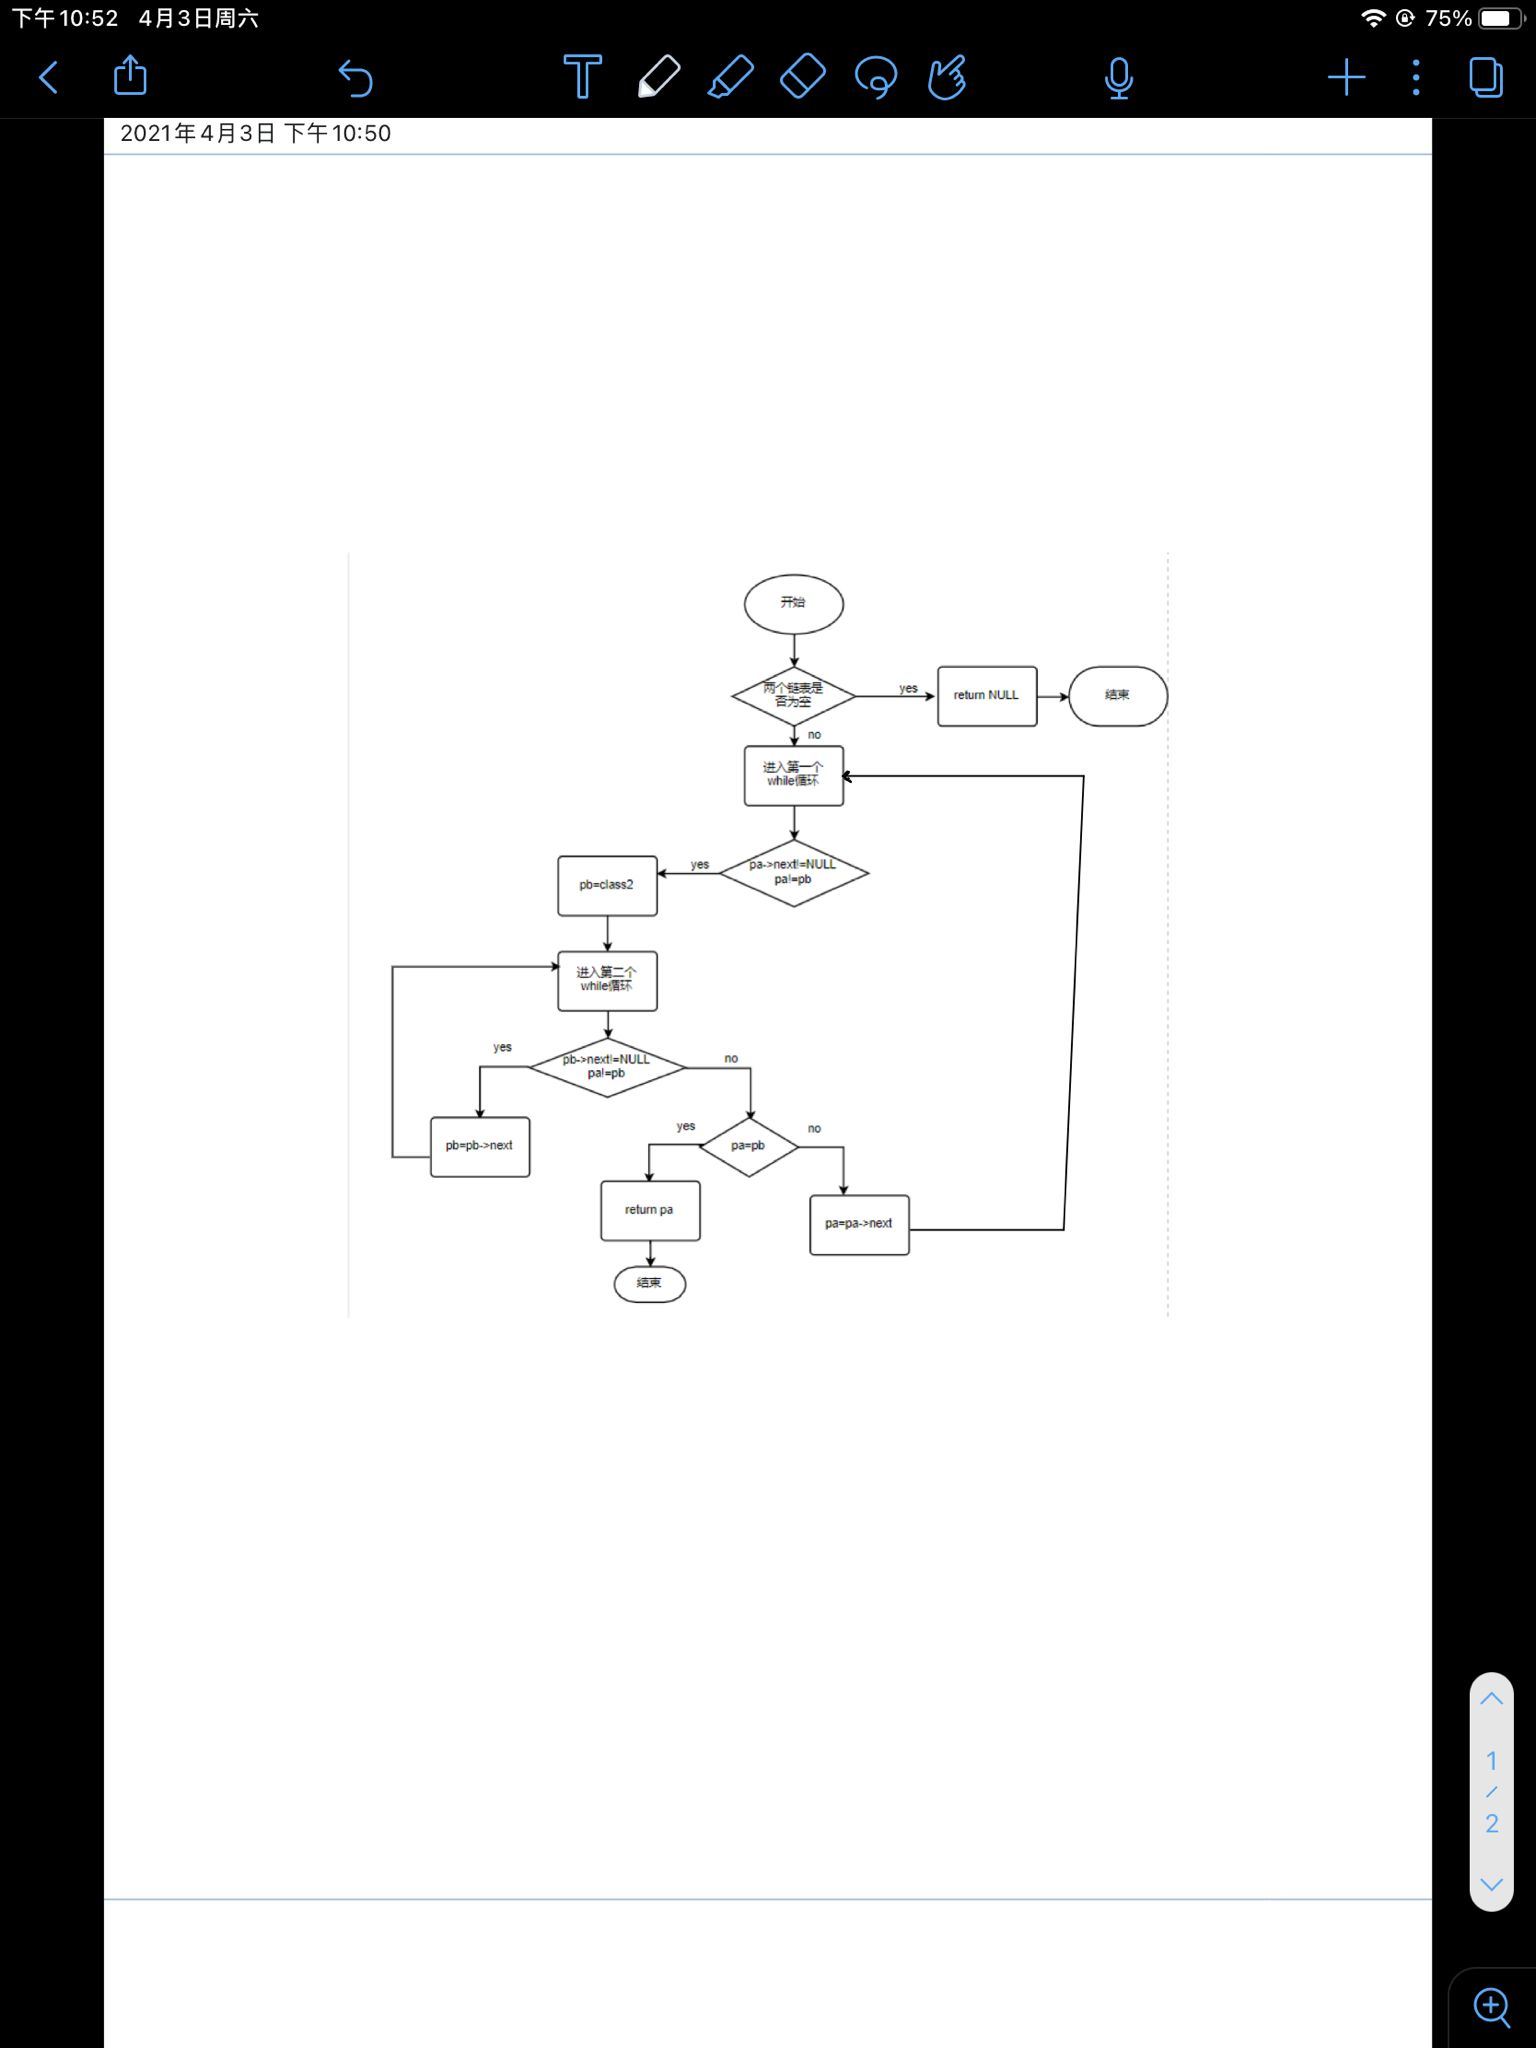 下午10:52 4月3日周六
75%
T
2021年4月3日 下午10:50
开始
两个链表是
否为空
yes
return NULL
结束
no
进入第一个
while循环
pa->next!=NULL
pa!=pb
yes
pb=class2
进入第二个
while循环
pb->next!=NULL
pa!=pb
yes
no
pb=pb->next
pa=pb
yes
no
return pa
pa=pa->next
结束
1
/
2